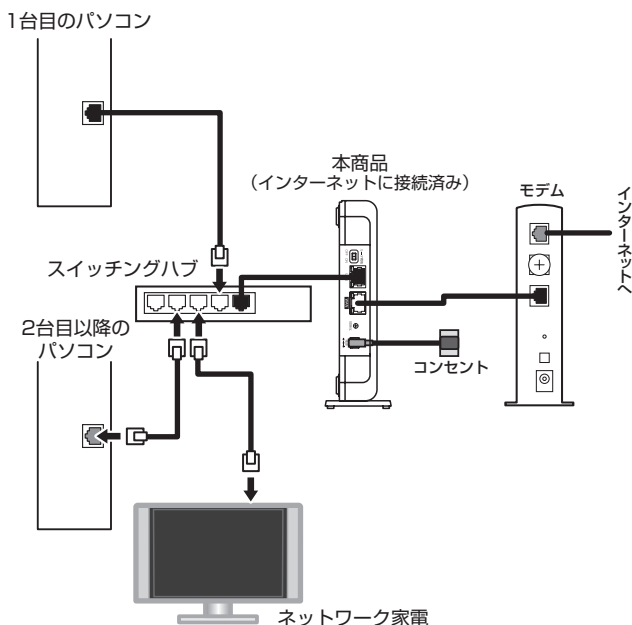 1台目のパソコン
本商品
(インターネットに接続済み)
モデム
インターネットへ
スイッチングハブ
2台目以降の
パソコン
コンセント
ネットワーク家電